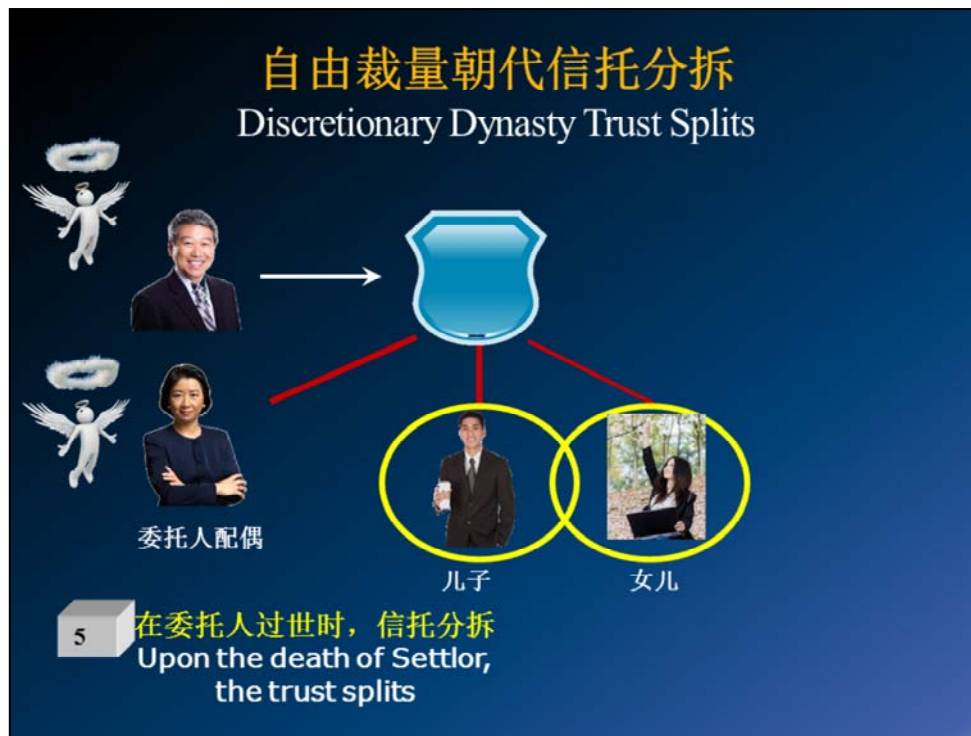 自由裁量朝代信托分拆
Discretionary Dynasty Trust Splits
委托人配偶
儿子
女儿
5
在委托人过世时，信托分拆
Upon the death of Settlor,
the trust splits